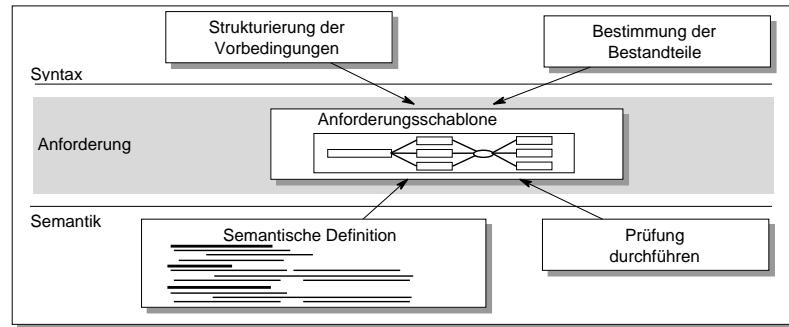 Strukturierung der
Vorbedingungen
Bestimmung der
Bestandteile
Syntax
Anforderungsschablone
Anforderung
Semantik
Semantische Definition
Prüfung
durchführen